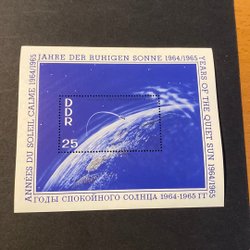 JAHRE DER RUHIGEN SONNE 1964/1965
YEARS OF THE QUIET SUN 1964/1965
ANNÉES DU SOLEIL CALME 1964/1965
ГОДЫ СПОКОЙНОГО СОЛНЦА 1964-1965 ГГ
DDR
25